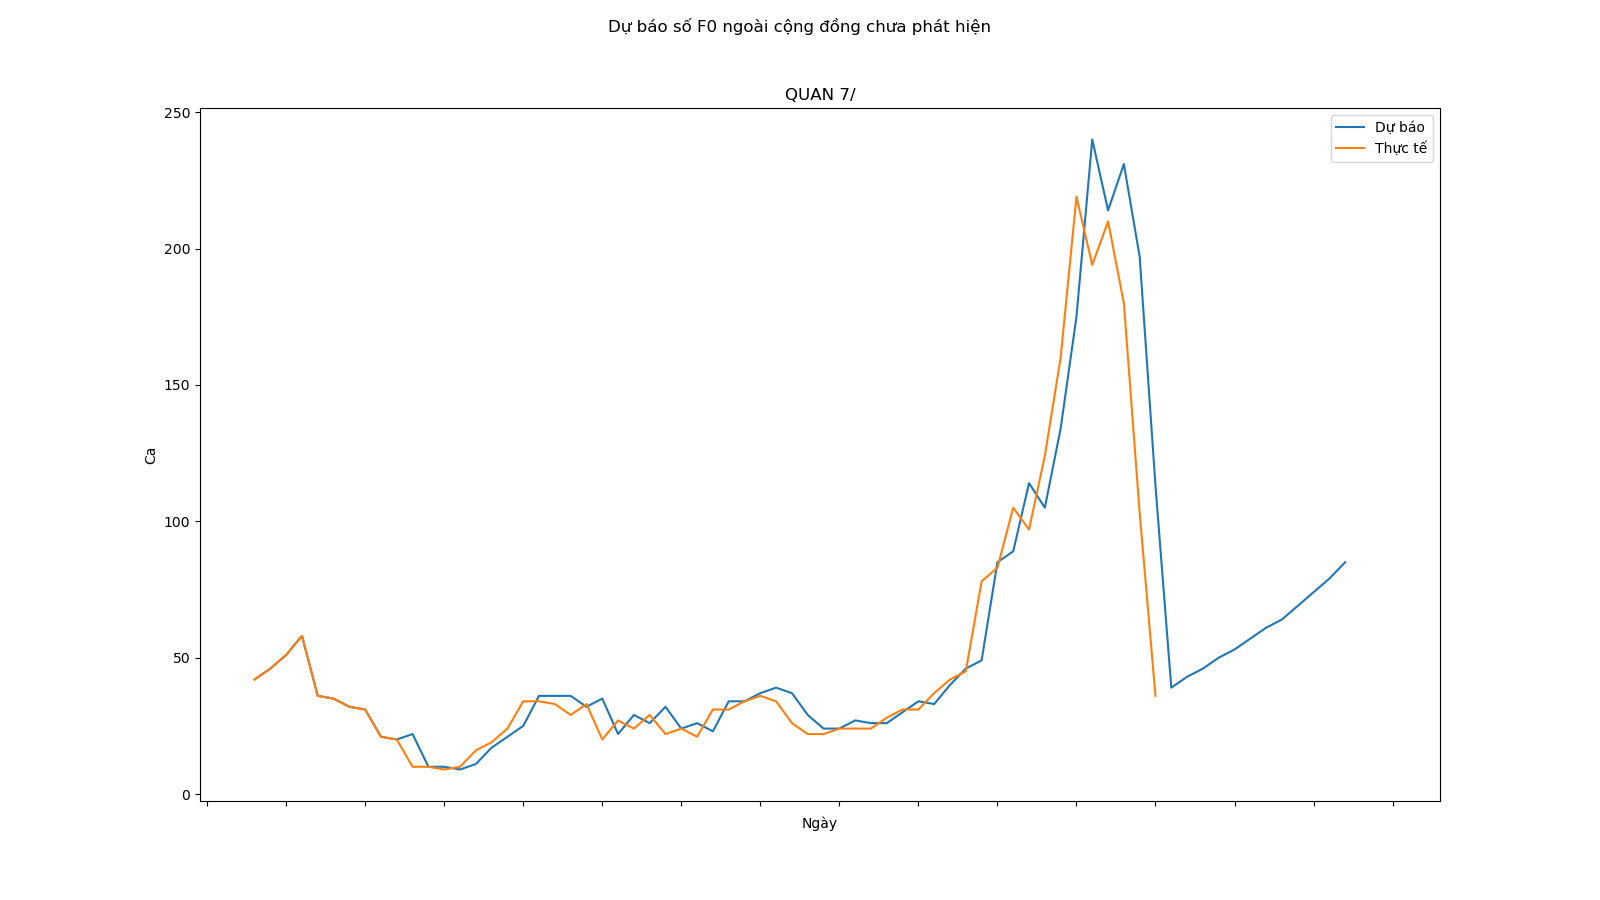 Dự báo số F0 ngoài cộng đồng chưa phát hiện
QUAN 7/
250
200
150
100
50
0
Ca
Ngày
Dự báo
Thực tế